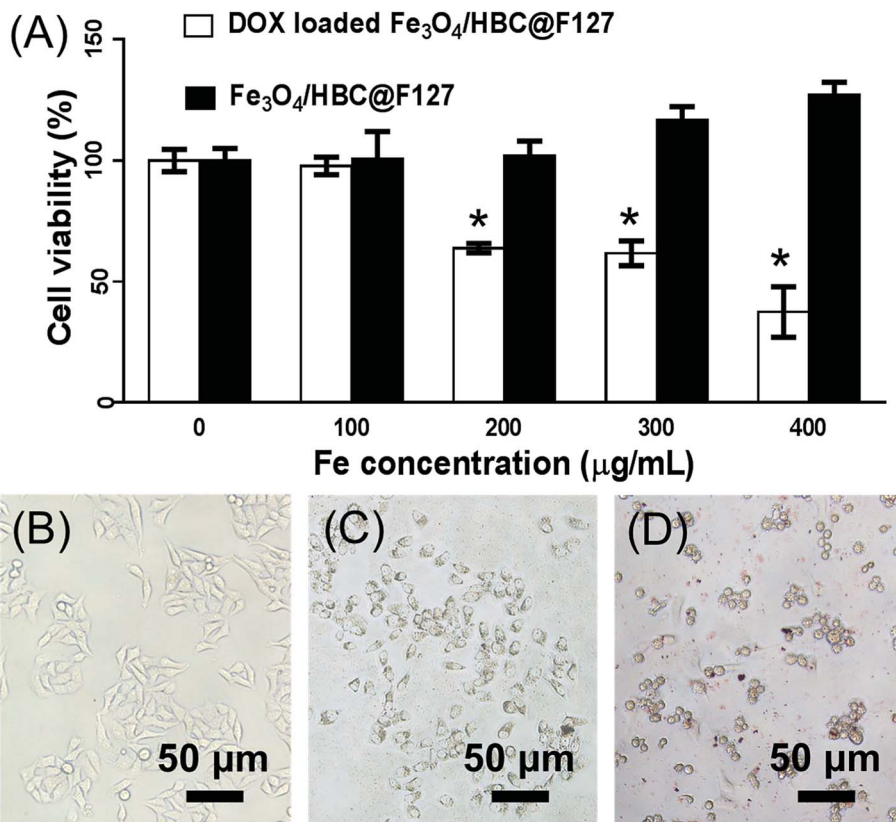 (A)
DOX loaded Fe₃O₄/HBC@F127
Fe₃O₄/HBC@F127
Cell viability (%)
150
100
50
0
* * *
0 100 200 300 400
Fe concentration (μg/mL)
(B) (C) (D)
50 μm 50 μm 50 μm